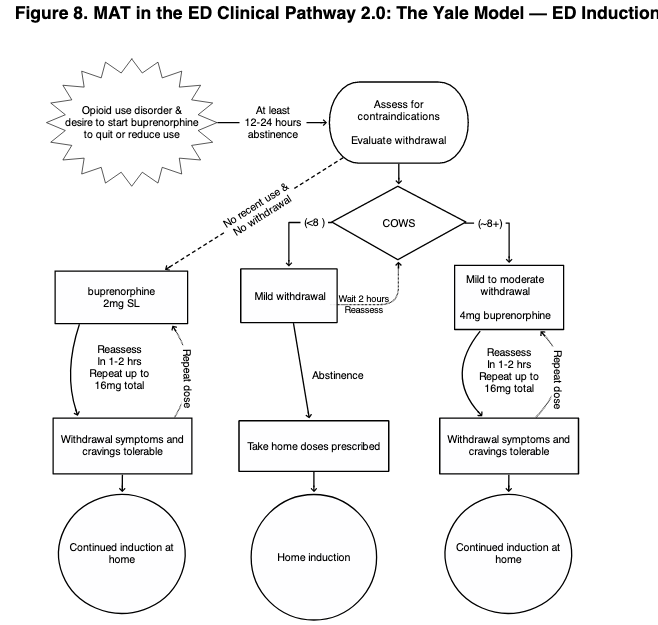 Figure 8. MAT in the ED Clinical Pathway 2.0: The Yale Model — ED Induction
Opioid use disorder &
desire to start buprenorphine
to quit or reduce use
At least
12-24 hours
abstinence
Assess for
contraindications
Evaluate withdrawal
No recent use &
No withdrawal
(<8 )
COWS
(~8+)
buprenorphine
2mg SL
Mild withdrawal
Wait 2 hours
Reassess
Mild to moderate
withdrawal
4mg buprenorphine
Reassess
In 1-2 hrs
Repeat up to
16mg total
Repeat dose
Abstinence
Reassess
In 1-2 hrs
Repeat up to
16mg total
Repeat dose
Withdrawal symptoms and
cravings tolerable
Take home doses prescribed
Withdrawal symptoms and
cravings tolerable
Continued induction at
home
Home induction
Continued induction at
home